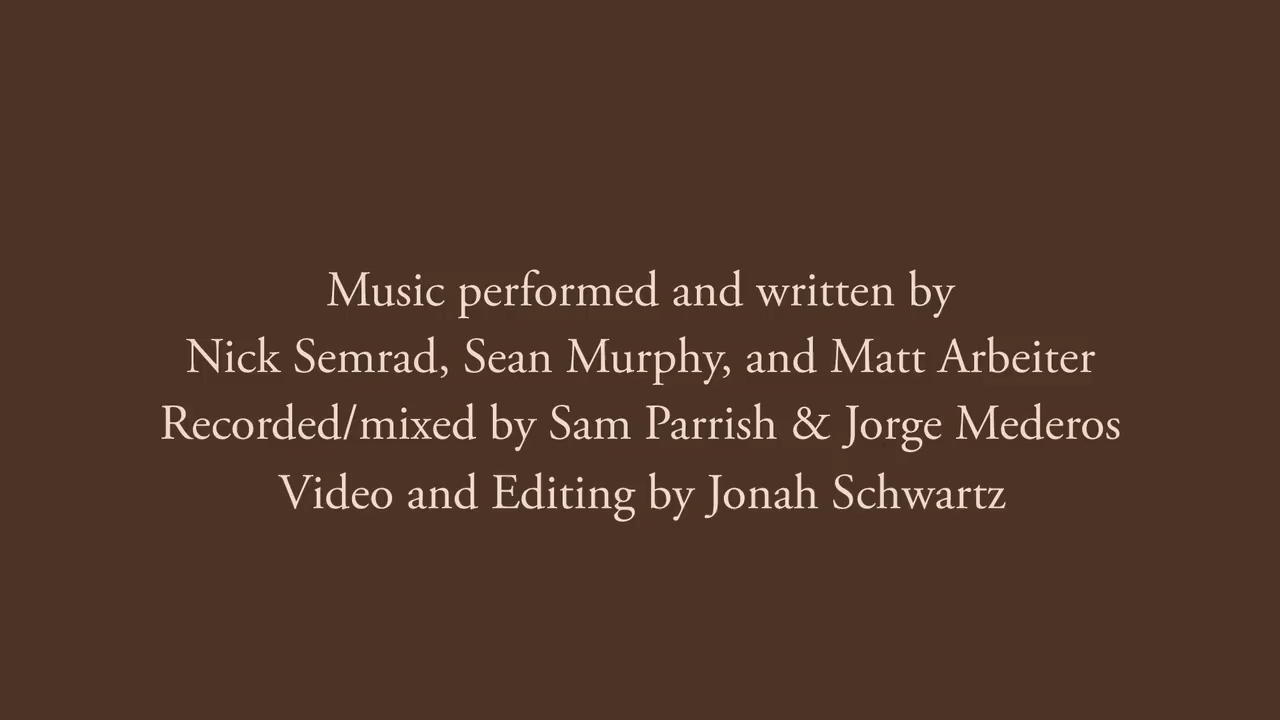 Music performed and written by
Nick Semrad, Sean Murphy, and Matt Arbeiter
Recorded/mixed by Sam Parrish & Jorge Mederos
Video and Editing by Jonah Schwartz